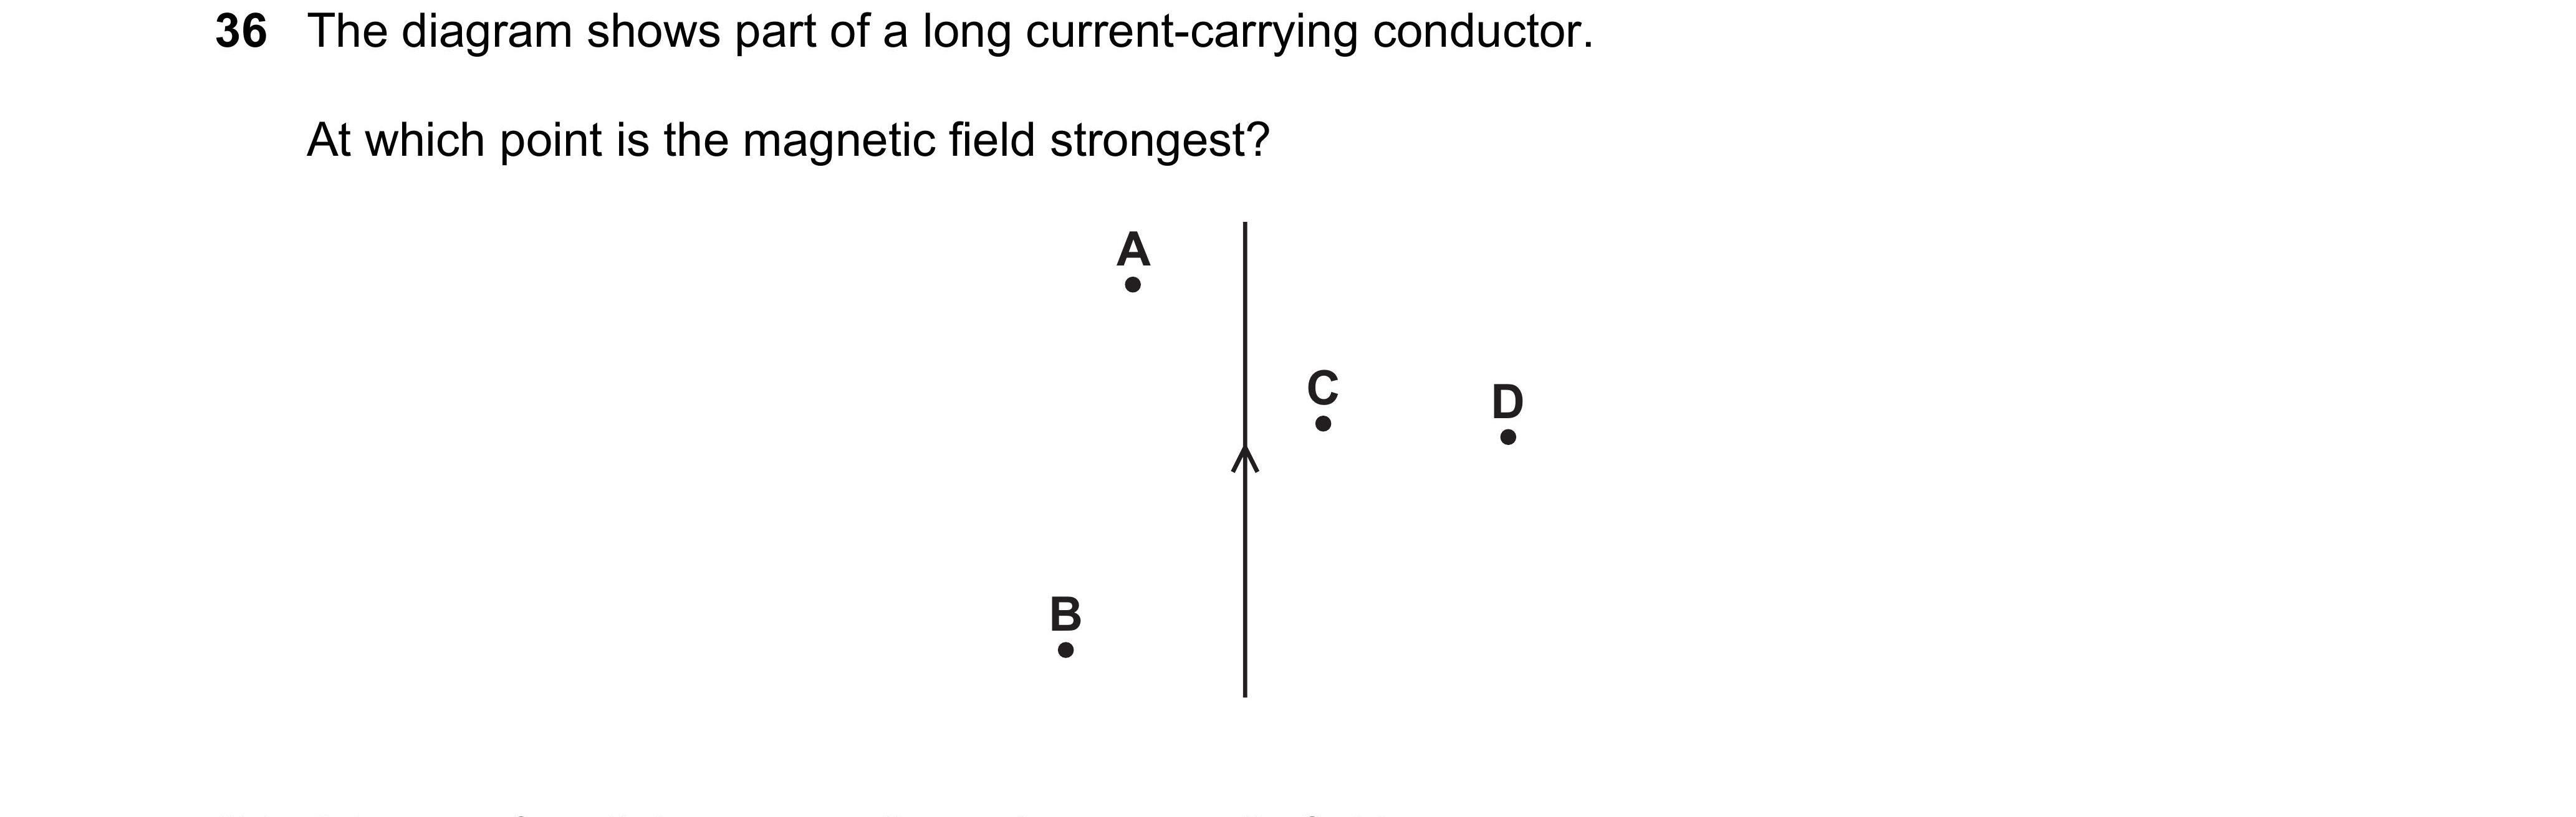 36 The diagram shows part of a long current-carrying conductor.
At which point is the magnetic field strongest?
A
C
D
B